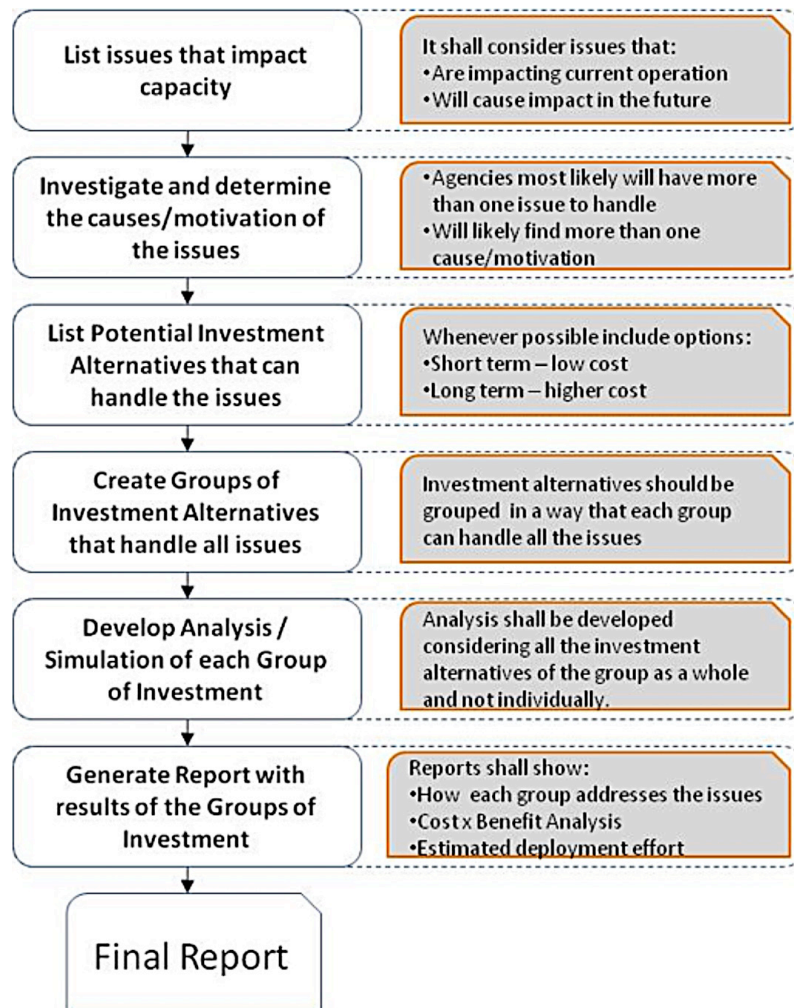 List issues that impact
capacity
It shall consider issues that:
•Are impacting current operation
•Will cause impact in the future
Investigate and determine
the causes/motivation of
the issues
•Agencies most likely will have more
than one issue to handle
•Will likely find more than one
cause/motivation
List Potential Investment
Alternatives that can
handle the issues
Whenever possible include options:
•Short term – low cost
•Long term – higher cost
Create Groups of
Investment Alternatives
that handle all issues
Investment alternatives should be
grouped in a way that each group
can handle all the issues
Develop Analysis /
Simulation of each Group
of Investment
Analysis shall be developed
considering all the investment
alternatives of the group as a whole
and not individually.
Generate Report with
results of the Groups of
Investment
Reports shall show:
•How each group addresses the issues
•Cost x Benefit Analysis
•Estimated deployment effort
Final Report